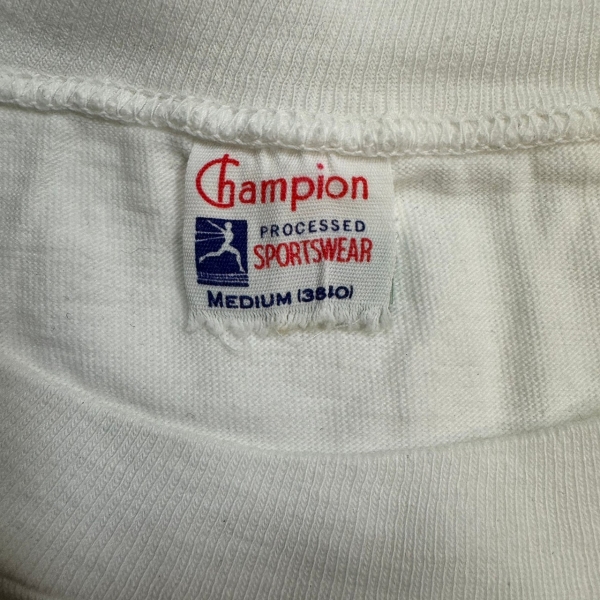 Champion
PROCESSED
SPORTSWEAR
MEDIUM (38-40)